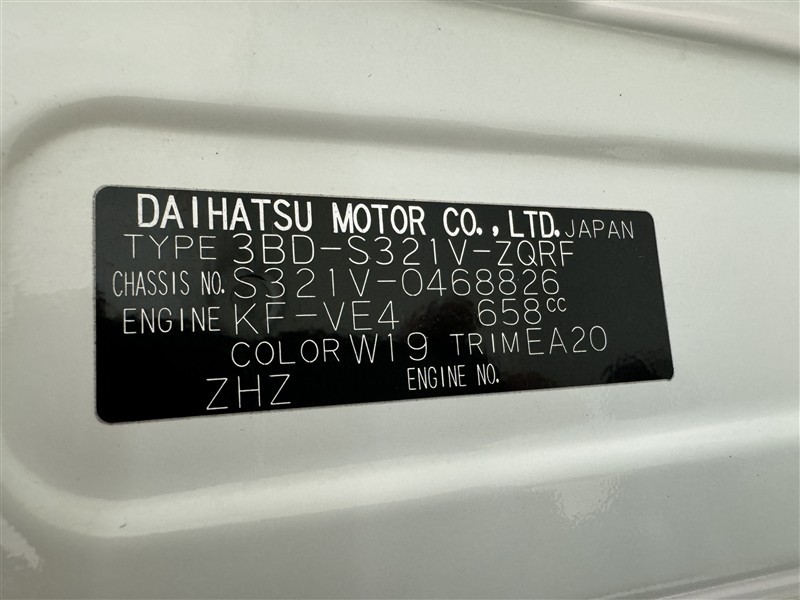 DAIHATSU MOTOR CO.,LTD. JAPAN
TYPE 3BD-S321V-ZQRF
CHASSIS NO. S321V-0468826
ENGINE KF-VE4 658cc
COLOR W19 TRIM EA20
ZHZ ENGINE NO.